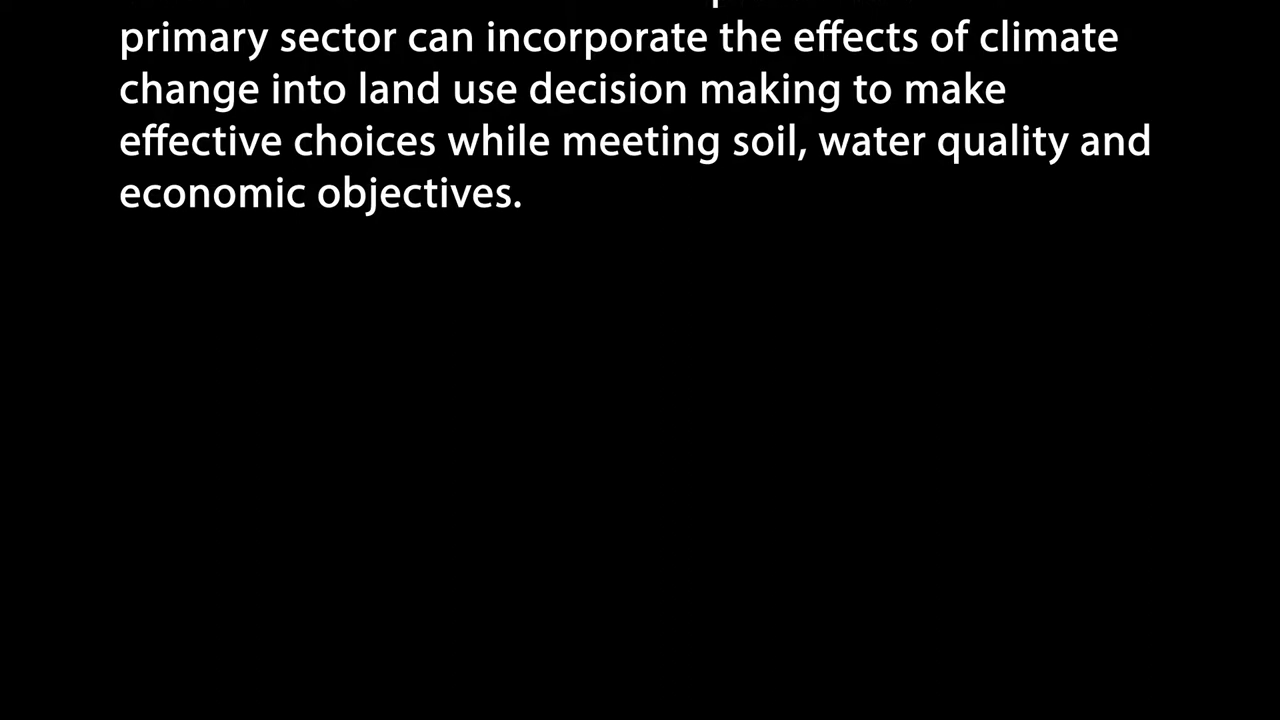 primary sector can incorporate the effects of climate
change into land use decision making to make
effective choices while meeting soil, water quality and
economic objectives.